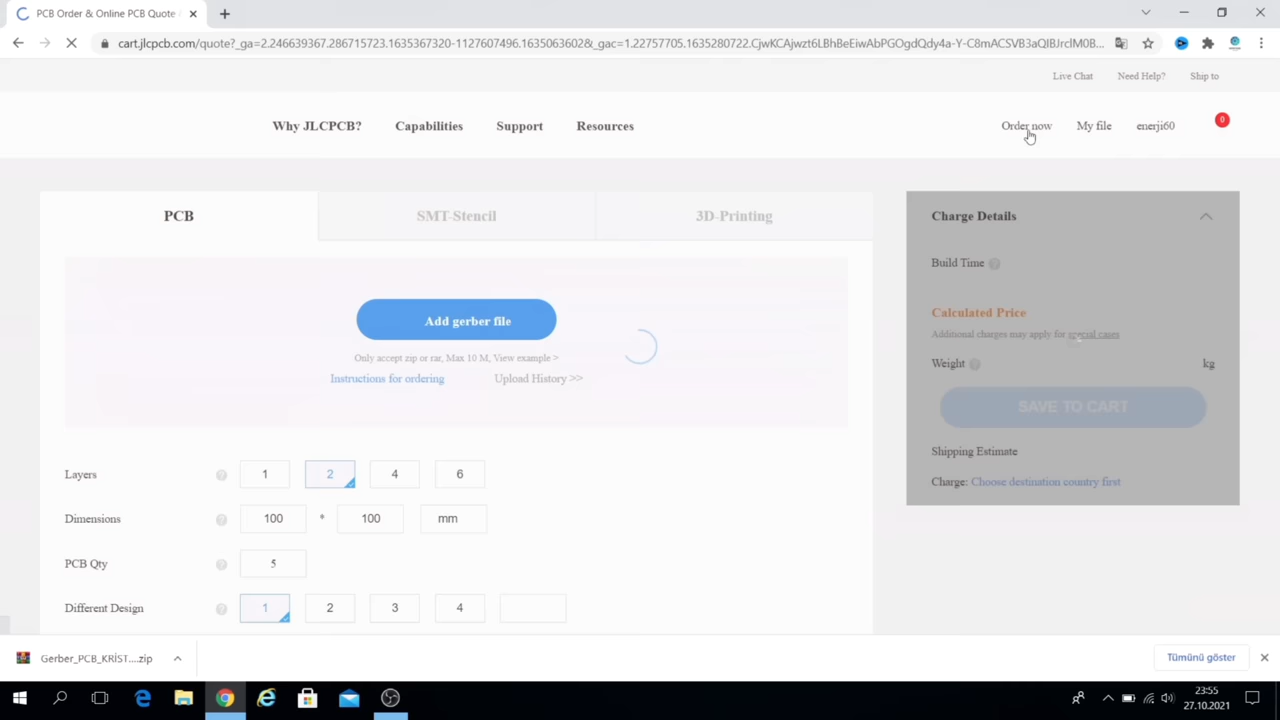 PCB Order & Online PCB Quote
cart.jlcpcb.com/quote?_ga=2.246639367.286715723.1635367320-1127607496.1635063602&_gac=1.22757705.1635280722.CjwKCAjwzt6LBhBeEiwAbPGOgdQdy4a-Y-C8mACSVB3aQIBJrclM0B...
Live Chat Need Help? Ship to
Why JLCPCB? Capabilities Support Resources Order now My file enerji60 0
PCB SMT-Stencil 3D-Printing
Charge Details
Build Time ?
Add gerber file
Calculated Price
Additional charges may apply for special cases
Only accept zip or rar, Max 10 M, View example >
Weight ? kg
Instructions for ordering Upload History >>
SAVE TO CART
Shipping Estimate
Charge: Choose destination country first
Layers ? 1 2 4 6
Dimensions ? 100 * 100 mm
PCB Qty ? 5
Different Design ? 1 2 3 4
Gerber_PCB_KRİST....zip
Tümünü göster
23:55
27.10.2021